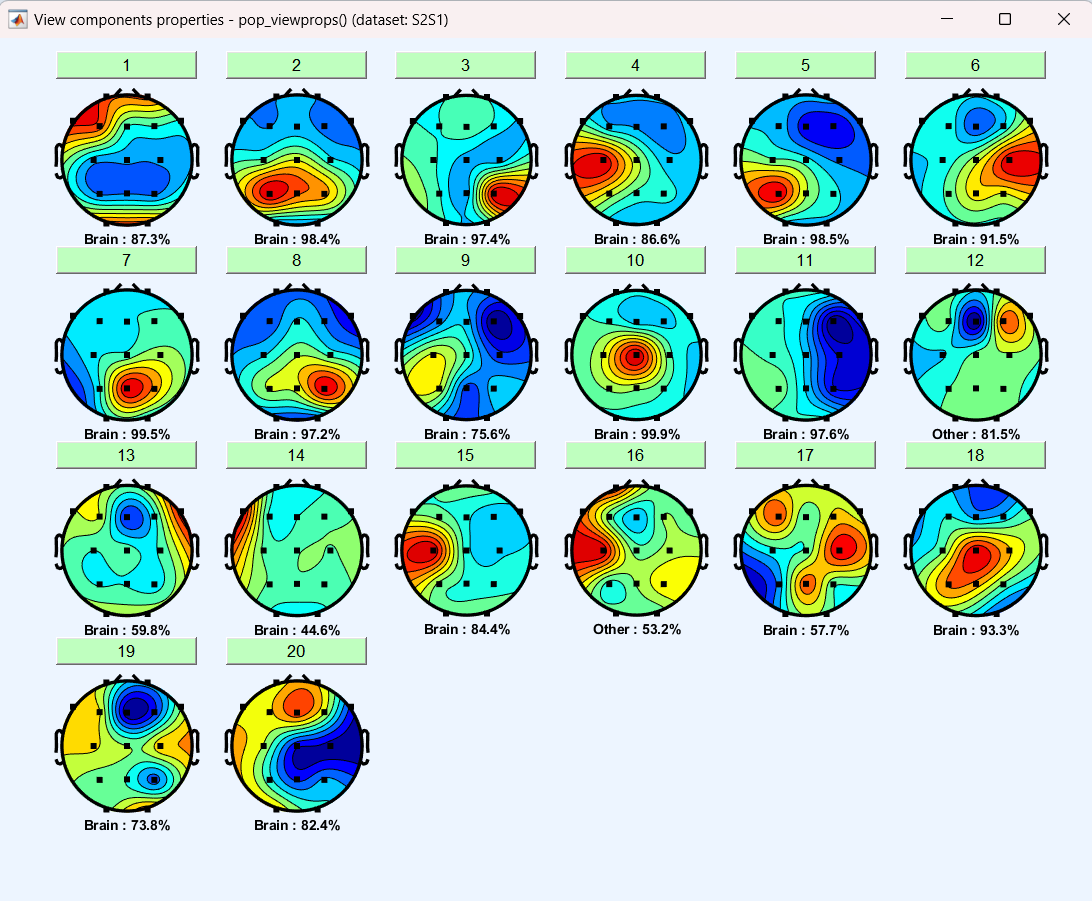 View components properties - pop_viewprops() (dataset: S2S1)
1 2 3 4 5 6
Brain : 87.3% Brain : 98.4% Brain : 97.4% Brain : 86.6% Brain : 98.5% Brain : 91.5%
7 8 9 10 11 12
Brain : 99.5% Brain : 97.2% Brain : 75.6% Brain : 99.9% Brain : 97.6% Other : 81.5%
13 14 15 16 17 18
Brain : 59.8% Brain : 44.6% Brain : 84.4% Other : 53.2% Brain : 57.7% Brain : 93.3%
19 20
Brain : 73.8% Brain : 82.4%